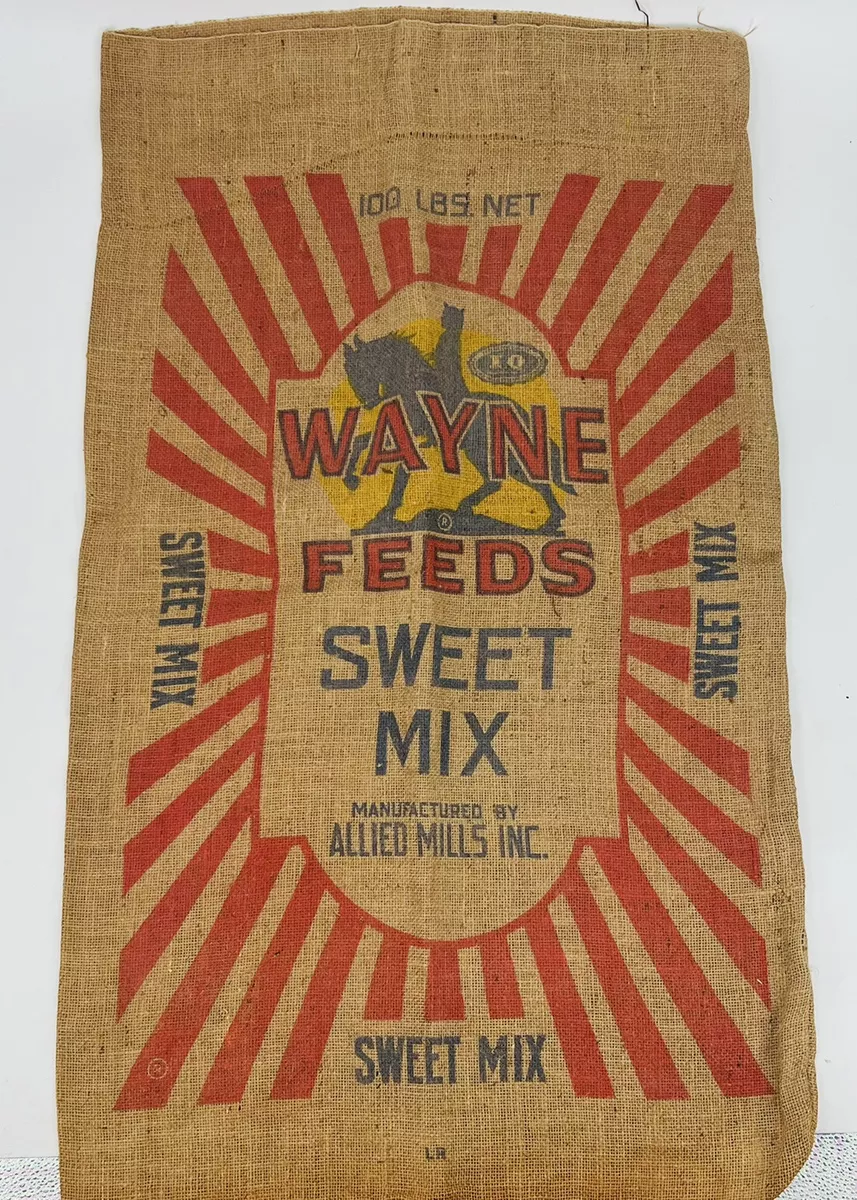 100 LBS. NET
IQ
WAYNE
®
FEEDS
SWEET
MIX
MANUFACTURED BY
ALLIED MILLS INC.
SWEET MIX
SWEET MIX
SWEET MIX
LR